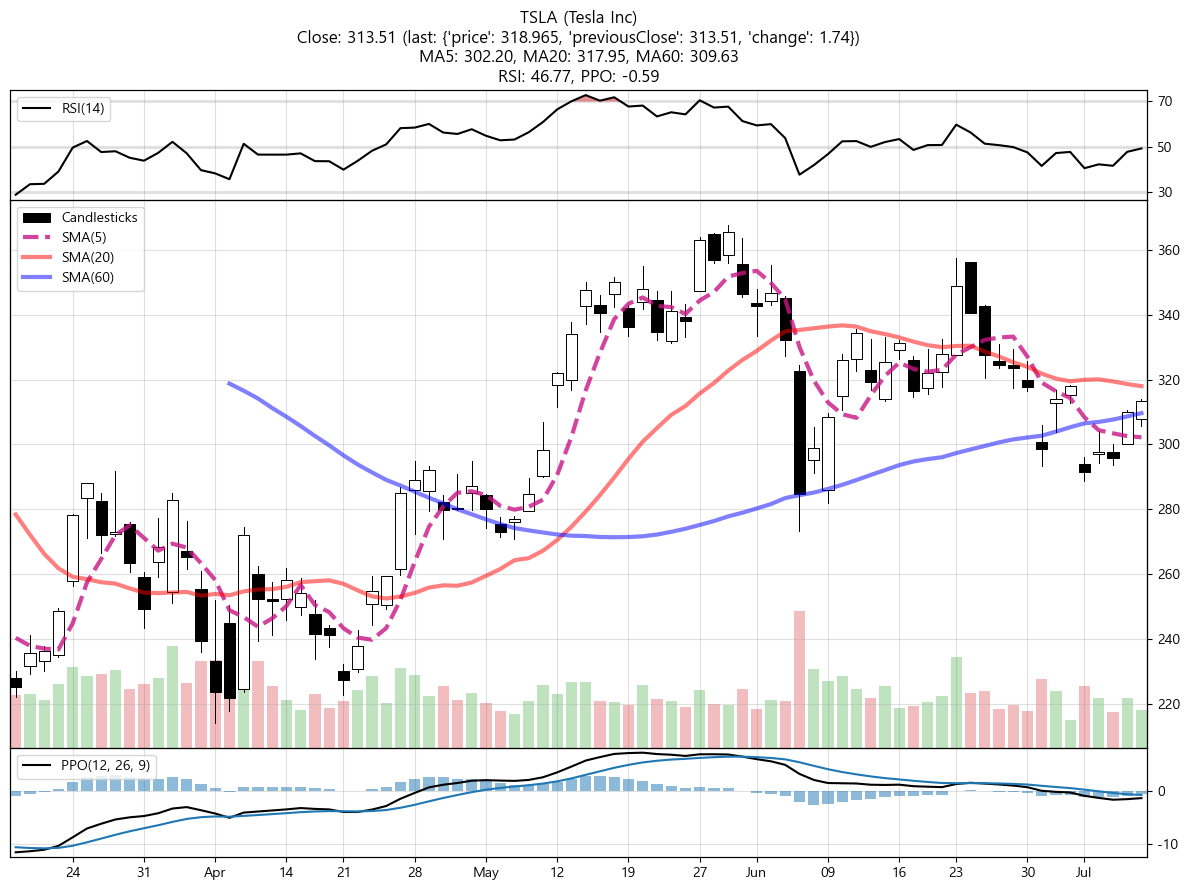 TSLA (Tesla Inc)
Close: 313.51 (last: {'price': 318.965, 'previousClose': 313.51, 'change': 1.74})
MA5: 302.20, MA20: 317.95, MA60: 309.63
RSI: 46.77, PPO: -0.59
RSI(14)
70
50
30
Candlesticks
SMA(5)
SMA(20)
SMA(60)
360
340
320
300
280
260
240
220
PPO(12, 26, 9)
0
-10
24 31 Apr 14 21 28 May 12 19 27 Jun 09 16 23 30 Jul